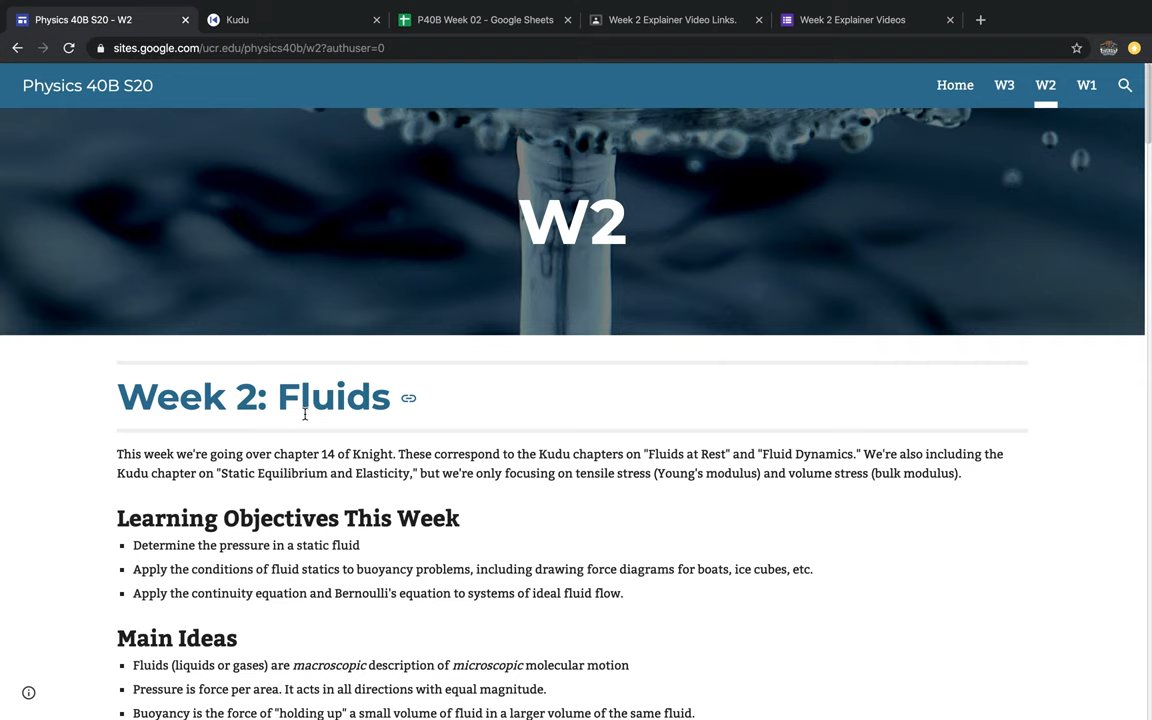 Physics 40B S20 - W2
Kudu
P40B Week 02 - Google Sheets
Week 2 Explainer Video Links.
Week 2 Explainer Videos
sites.google.com/ucr.edu/physics40b/w2?authuser=0
Physics 40B S20
Home W3 W2 W1
W2
Week 2: Fluids
This week we're going over chapter 14 of Knight. These correspond to the Kudu chapters on "Fluids at Rest" and "Fluid Dynamics." We're also including the
Kudu chapter on "Static Equilibrium and Elasticity," but we're only focusing on tensile stress (Young's modulus) and volume stress (bulk modulus).
Learning Objectives This Week
▪ Determine the pressure in a static fluid
▪ Apply the conditions of fluid statics to buoyancy problems, including drawing force diagrams for boats, ice cubes, etc.
▪ Apply the continuity equation and Bernoulli's equation to systems of ideal fluid flow.
Main Ideas
▪ Fluids (liquids or gases) are macroscopic description of microscopic molecular motion
▪ Pressure is force per area. It acts in all directions with equal magnitude.
▪ Buoyancy is the force of "holding up" a small volume of fluid in a larger volume of the same fluid.